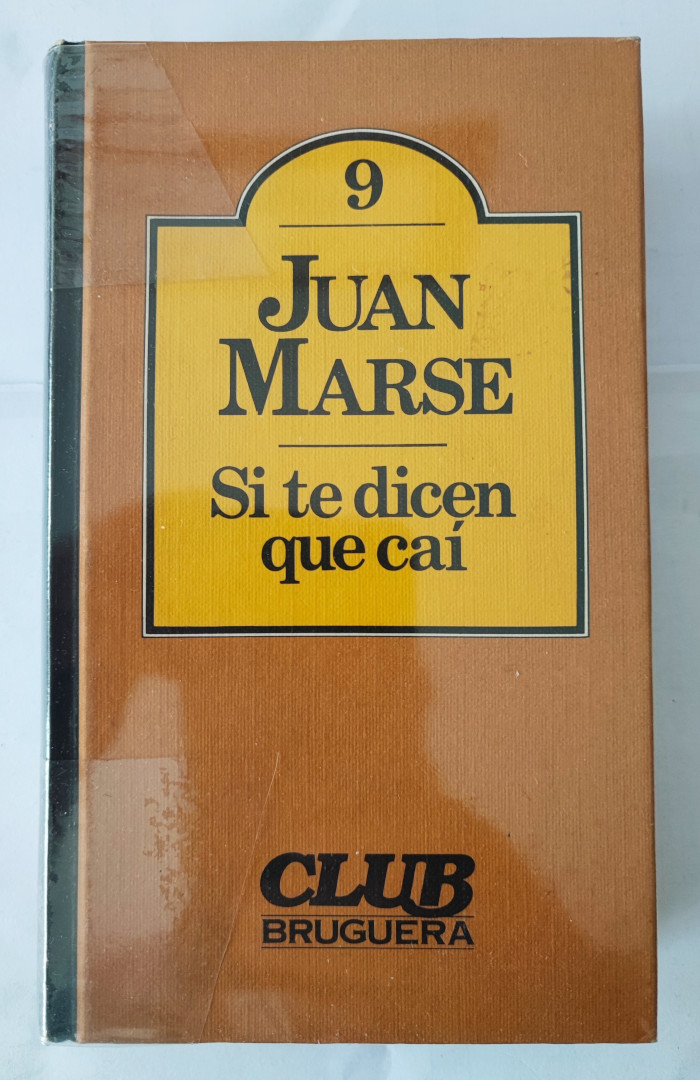 9
JUAN
MARSE
Si te dicen
que caí
CLUB
BRUGUERA